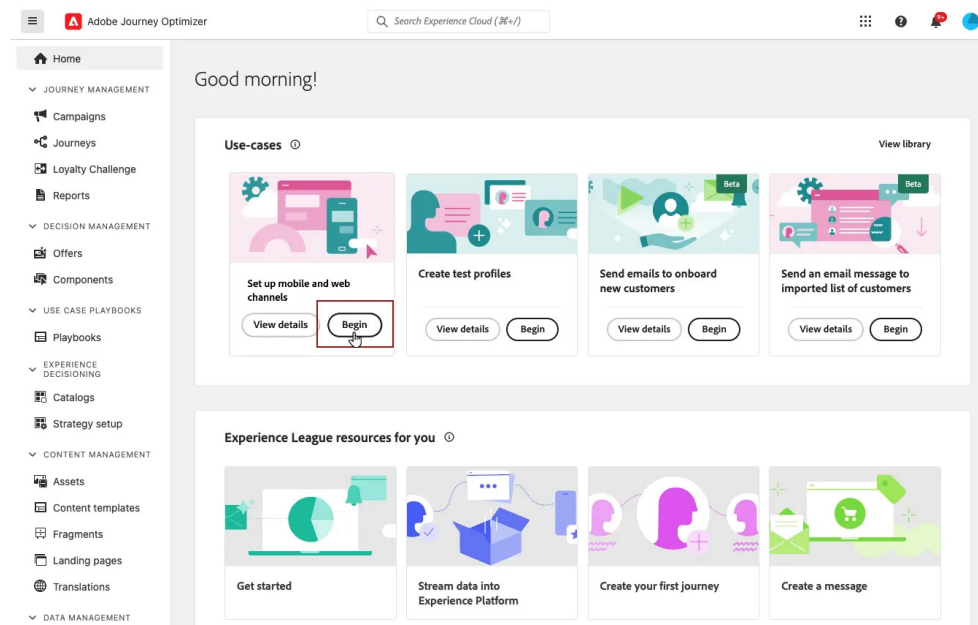 Adobe Journey Optimizer
Search Experience Cloud (⌘+/)
9+
Home
JOURNEY MANAGEMENT
Campaigns
Journeys
Loyalty Challenge
Reports
DECISION MANAGEMENT
Offers
Components
USE CASE PLAYBOOKS
Playbooks
EXPERIENCE
DECISIONING
Catalogs
Strategy setup
CONTENT MANAGEMENT
Assets
Content templates
Fragments
Landing pages
Translations
DATA MANAGEMENT
Good morning!
Use-cases
View library
Set up mobile and web
channels
View details
Begin
Create test profiles
View details
Begin
Beta
Send emails to onboard
new customers
View details
Begin
Beta
Send an email message to
imported list of customers
View details
Begin
Experience League resources for you
Get started
Stream data into
Experience Platform
Create your first journey
Create a message